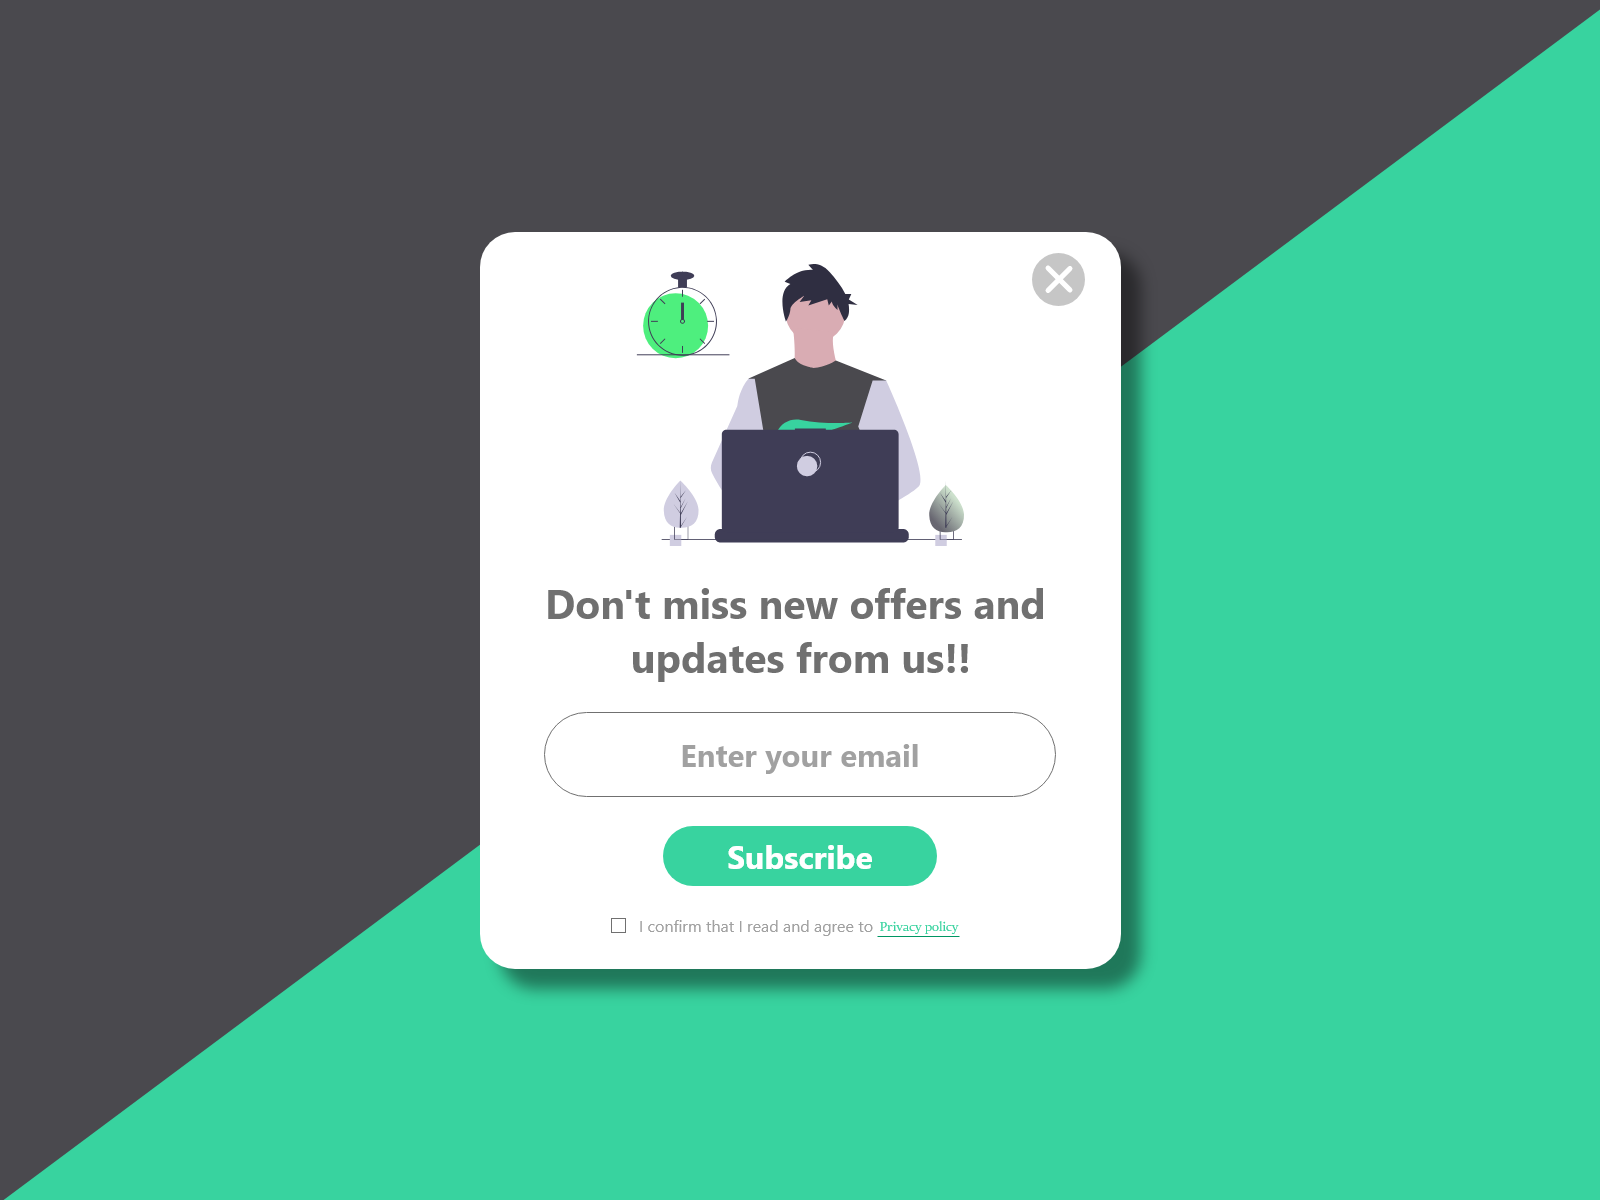 Don't miss new offers and
updates from us!!
Enter your email
Subscribe
I confirm that I read and agree to Privacy policy